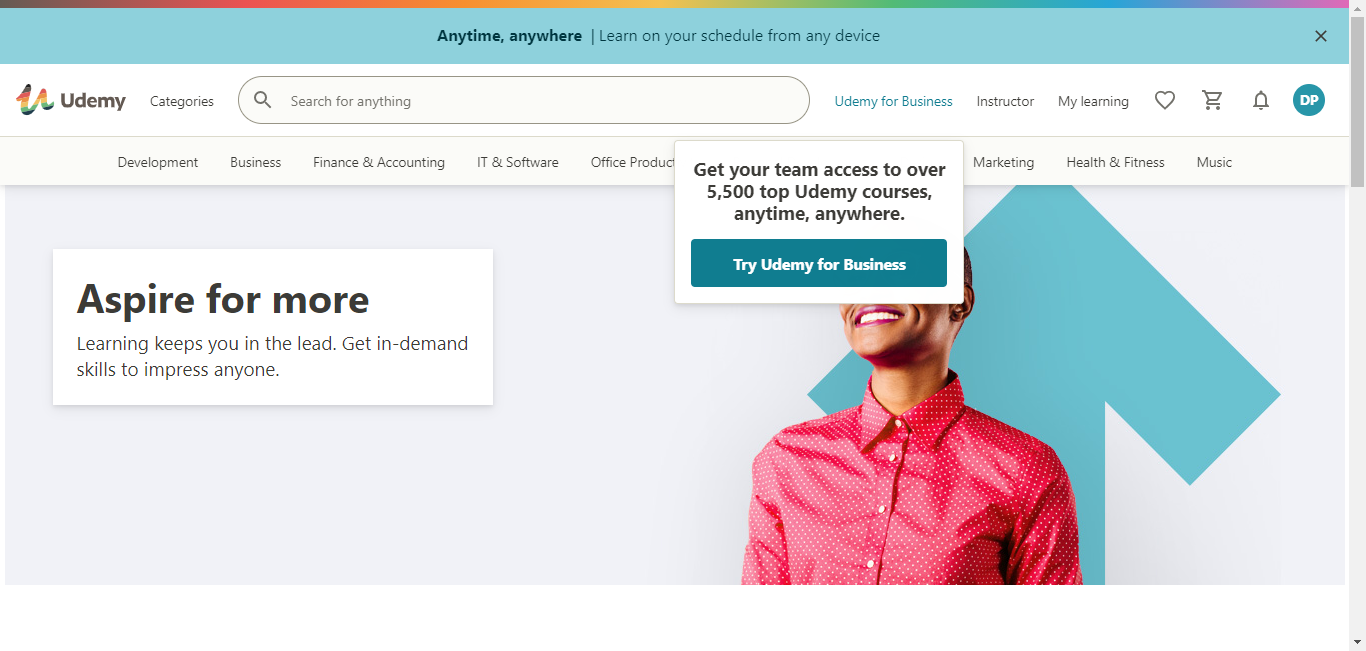 Anytime, anywhere | Learn on your schedule from any device
Udemy
Categories
Search for anything
Udemy for Business
Instructor
My learning
DP
Development
Business
Finance & Accounting
IT & Software
Office Product
Marketing
Health & Fitness
Music
Get your team access to over
5,500 top Udemy courses,
anytime, anywhere.
Try Udemy for Business
Aspire for more
Learning keeps you in the lead. Get in-demand
skills to impress anyone.